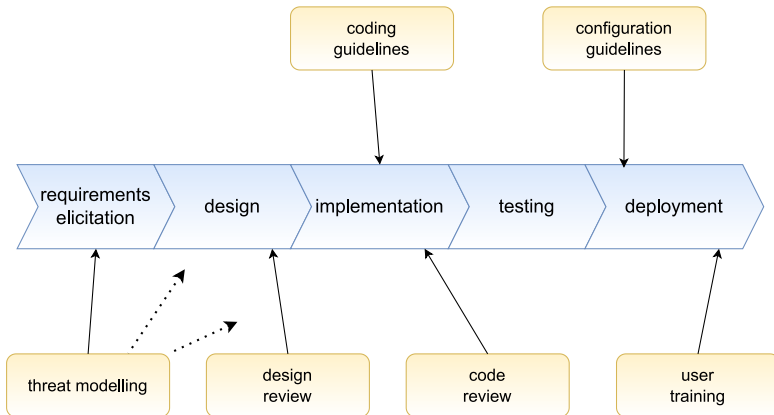 coding
guidelines
configuration
guidelines
requirements
elicitation
design
implementation
testing
deployment
threat modelling
design
review
code
review
user
training